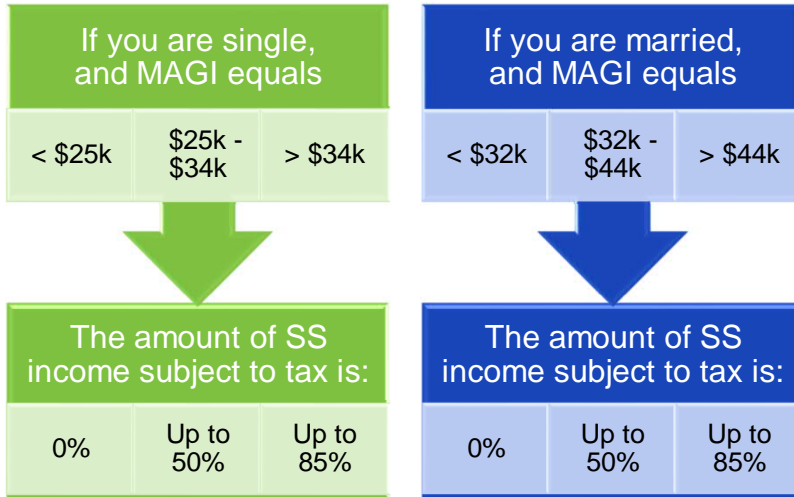 If you are single,
and MAGI equals
< $25k
$25k -
$34k
> $34k
The amount of SS
income subject to tax is:
0%
Up to
50%
Up to
85%
If you are married,
and MAGI equals
< $32k
$32k -
$44k
> $44k
The amount of SS
income subject to tax is:
0%
Up to
50%
Up to
85%